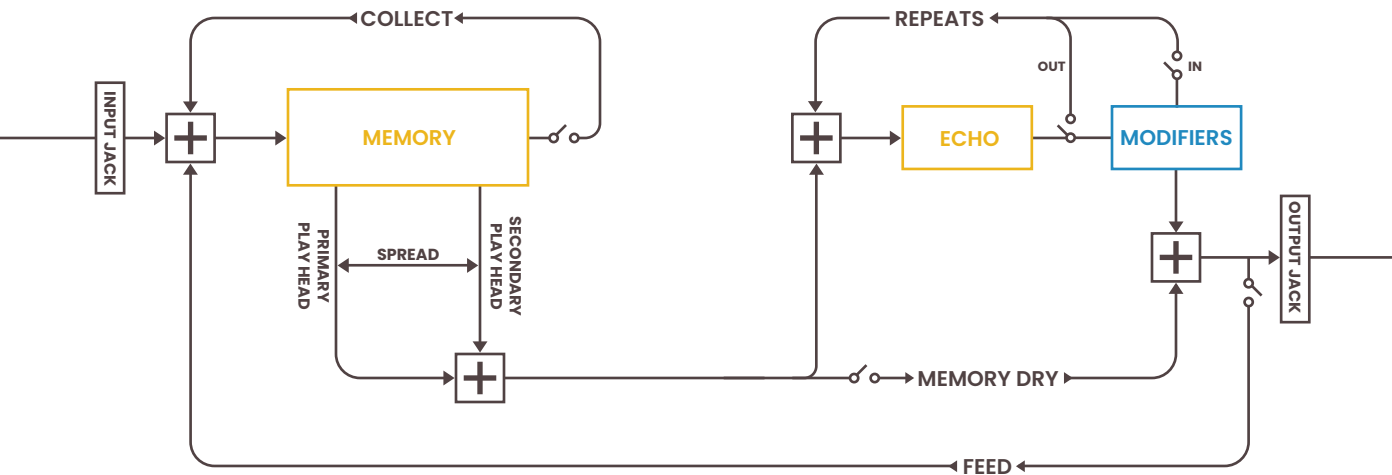 COLLECT
REPEATS
OUT
IN
INPUT JACK
MEMORY
ECHO
MODIFIERS
PRIMARY
PLAY HEAD
SPREAD
SECONDARY
PLAY HEAD
OUTPUT JACK
MEMORY DRY
FEED